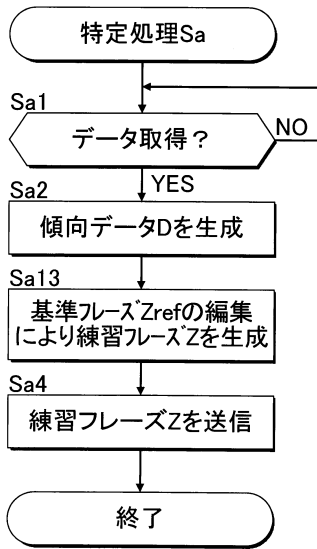 特定処理Sa
Sa1
データ取得？
NO
YES
Sa2
傾向データDを生成
Sa13
基準フレーズZrefの編集
により練習フレーズZを生成
Sa4
練習フレーズZを送信
終了